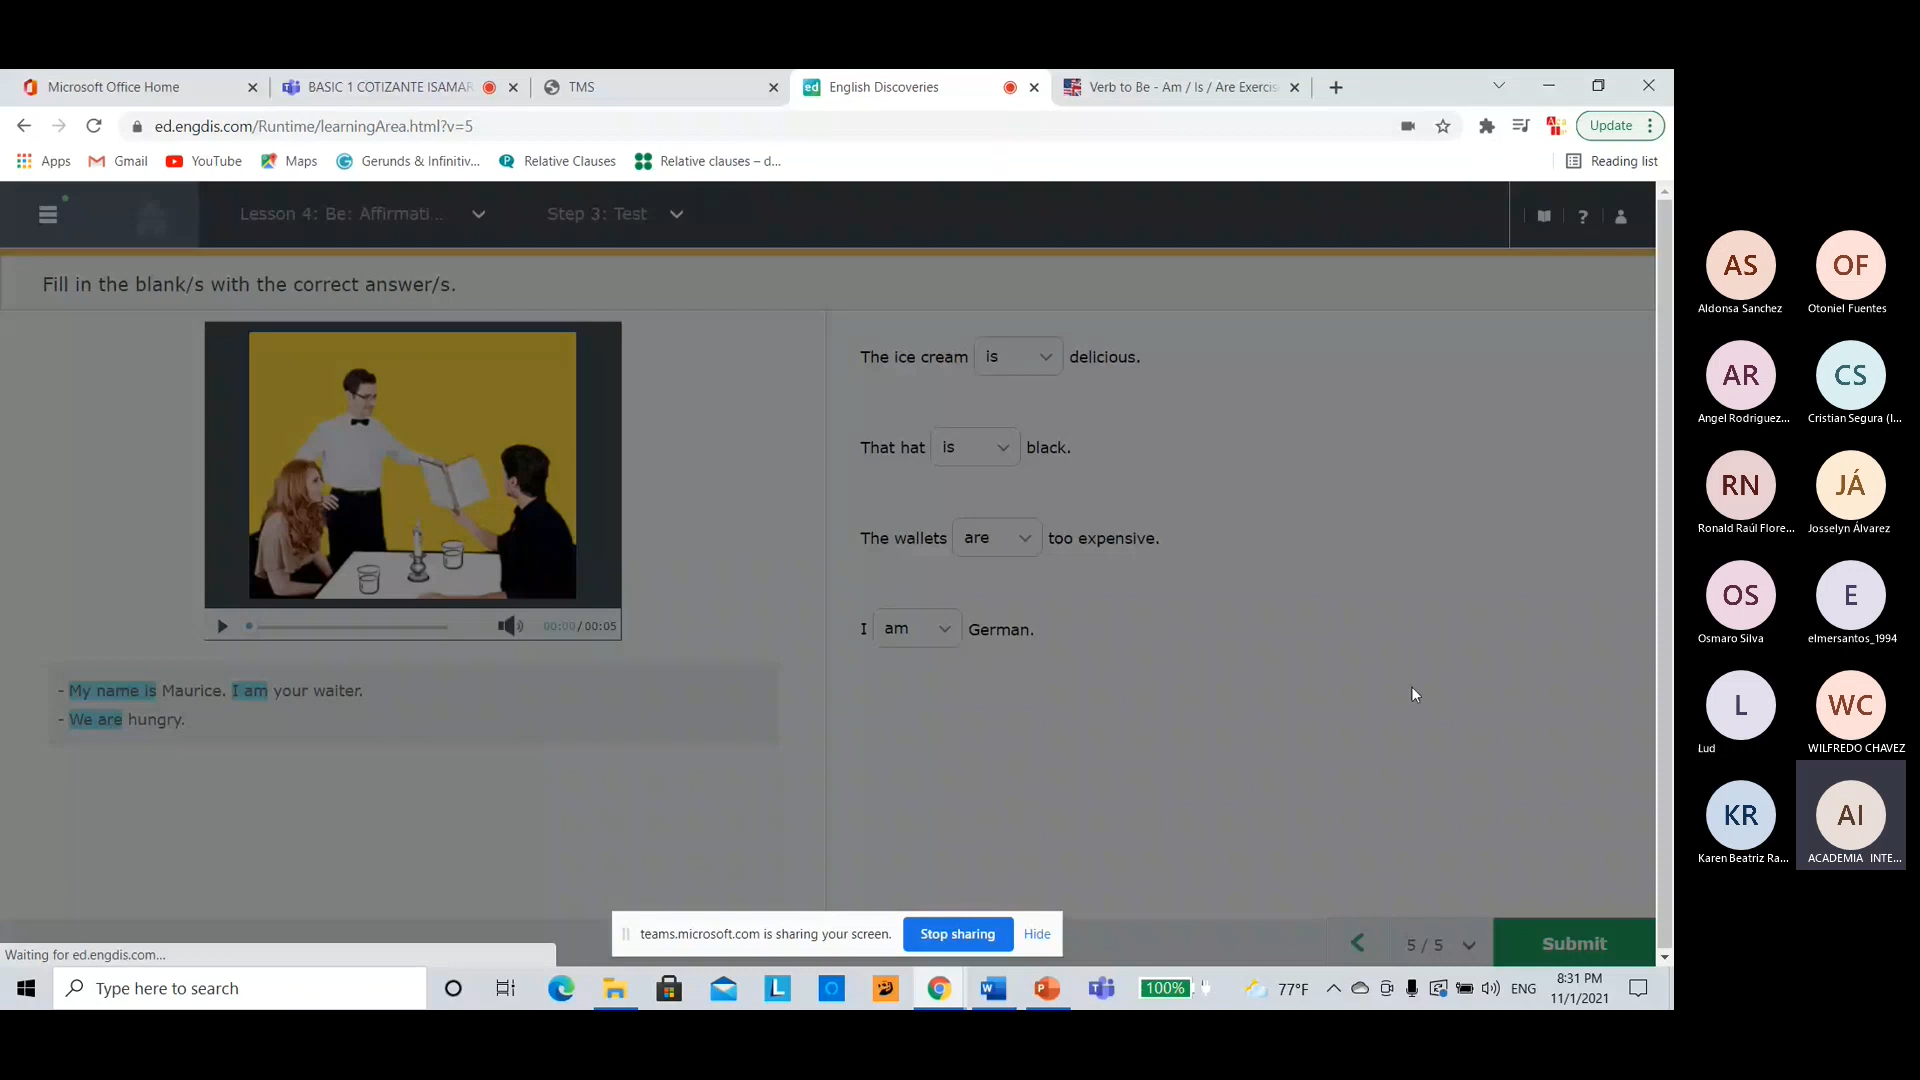 Microsoft Office Home
BASIC 1 COTIZANTE ISAMAR
TMS
ed English Discoveries
Verb to Be - Am / Is / Are Exercis
ed.engdis.com/Runtime/learningArea.html?v=5
Update
Apps
Gmail
YouTube
Maps
Gerunds & Infinitiv...
Relative Clauses
Relative clauses – d...
Reading list
Lesson 4: Be: Affirmati...
Step 3: Test
?
Fill in the blank/s with the correct answer/s.
00:00/00:05
- My name is Maurice. I am your waiter.
- We are hungry.
The ice cream is delicious.
That hat is black.
The wallets are too expensive.
I am German.
teams.microsoft.com is sharing your screen.
Stop sharing
Hide
5 / 5
Submit
Waiting for ed.engdis.com...
Type here to search
100%
77°F
ENG
8:31 PM
11/1/2021
AS
Aldonsa Sanchez
OF
Otoniel Fuentes
AR
Angel Rodriguez...
CS
Cristian Segura (I...
RN
Ronald Raúl Flore...
JÁ
Josselyn Álvarez
OS
Osmaro Silva
E
elmersantos_1994
L
Lud
WC
WILFREDO CHAVEZ
KR
Karen Beatriz Ra...
AI
ACADEMIA INTE...